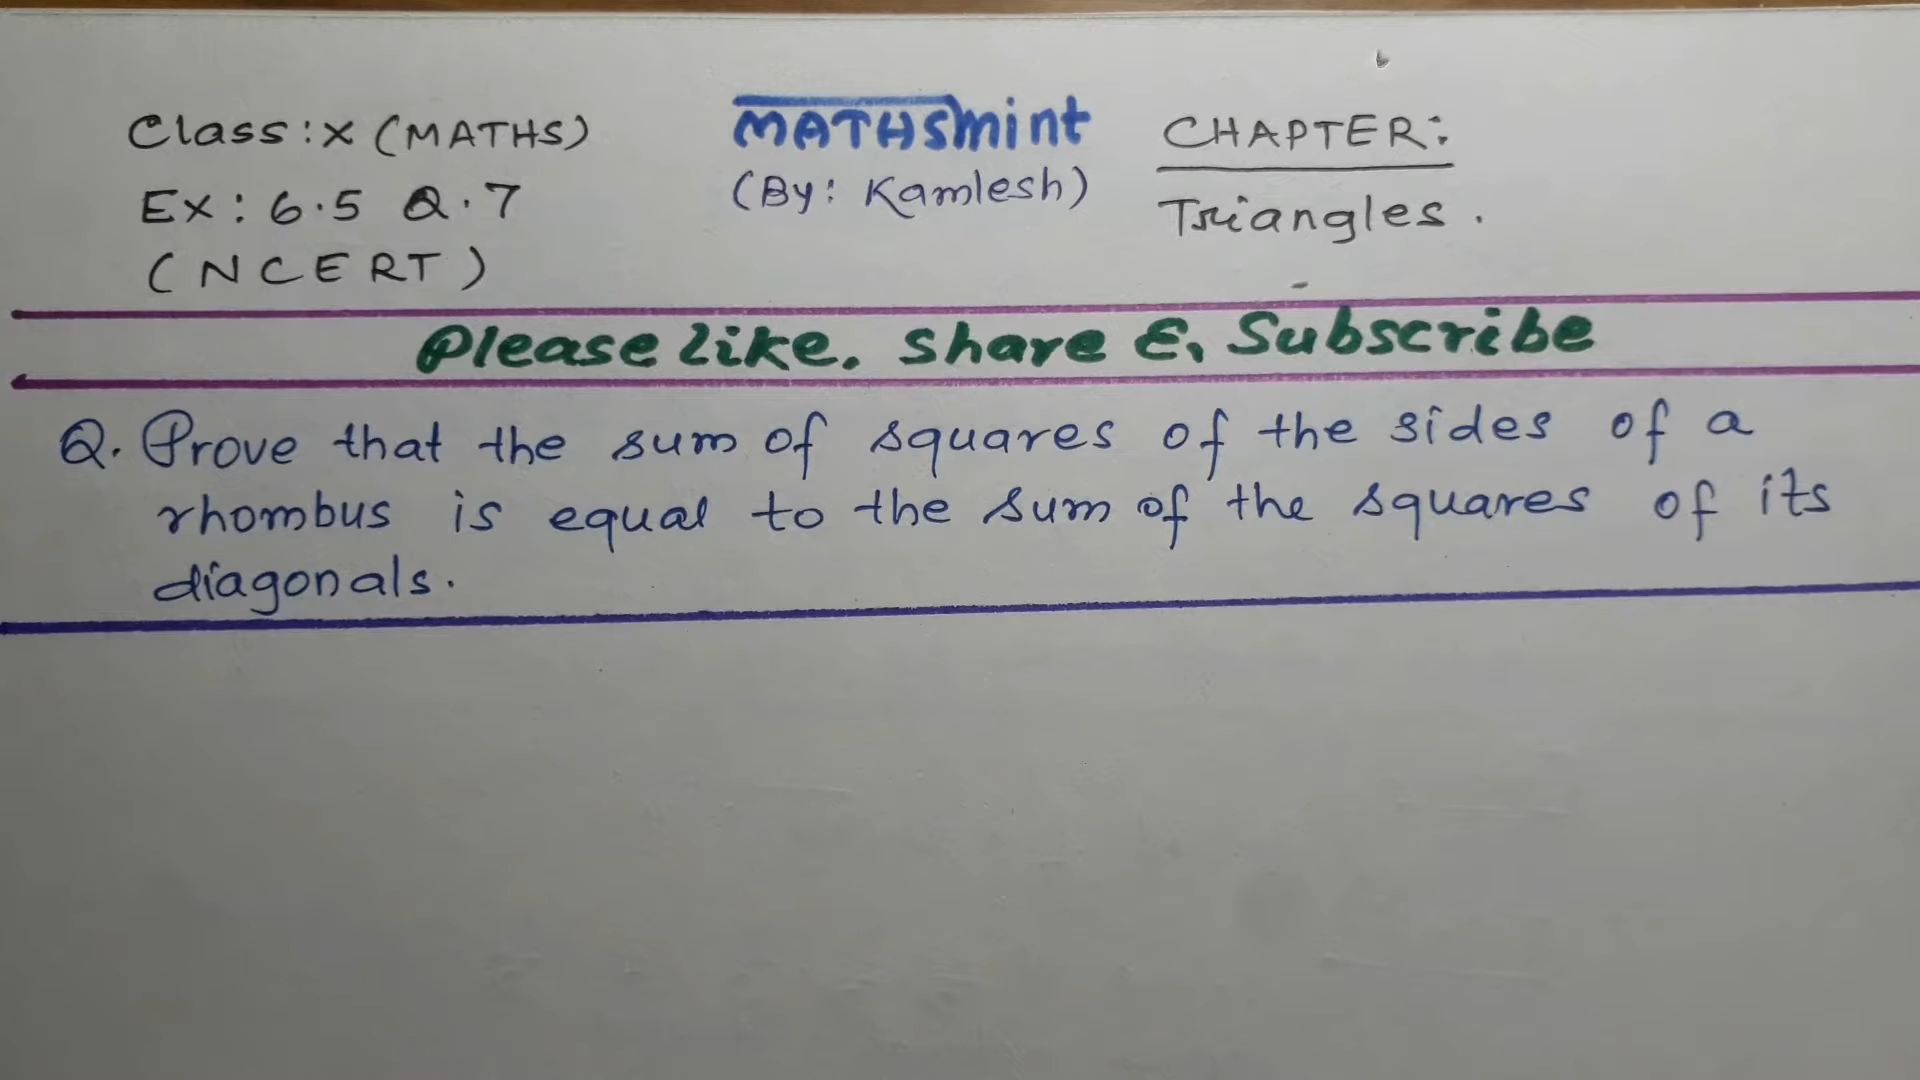 Class: X (MATHS)
Ex: 6.5 Q.7
(NCERT)
MATHSmint
(By: Kamlesh)
CHAPTER:
Triangles.
Please Like, Share & Subscribe
Q. Prove that the sum of squares of the sides of a
rhombus is equal to the sum of the squares of its
diagonals.